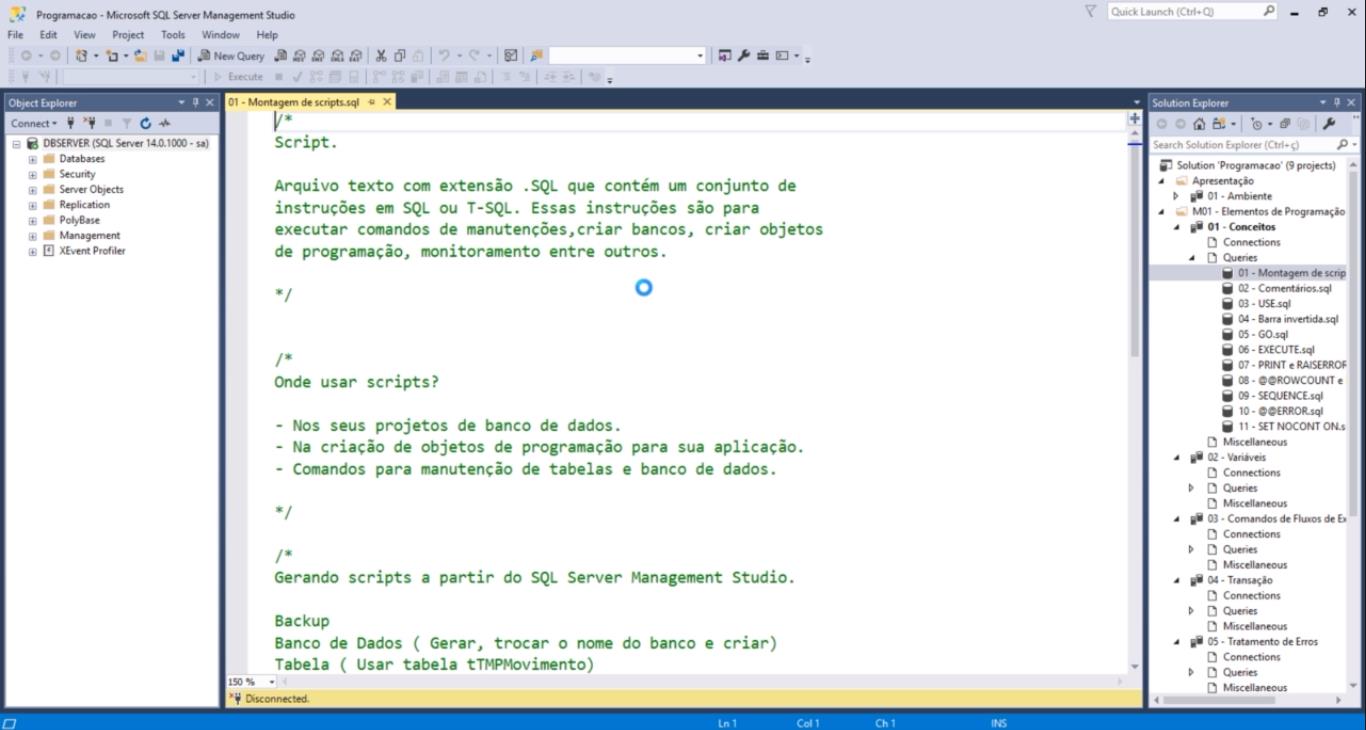 Programacao - Microsoft SQL Server Management Studio
Quick Launch (Ctrl+Q)
File Edit View Project Tools Window Help
New Query
Execute
Object Explorer
Connect
DBSERVER (SQL Server 14.0.1000 - sa)
Databases
Security
Server Objects
Replication
PolyBase
Management
XEvent Profiler
01 - Montagem de scripts.sql
/*
Script.
Arquivo texto com extensão .SQL que contém um conjunto de
instruções em SQL ou T-SQL. Essas instruções são para
executar comandos de manutenções,criar bancos, criar objetos
de programação, monitoramento entre outros.
*/
/*
Onde usar scripts?
- Nos seus projetos de banco de dados.
- Na criação de objetos de programação para sua aplicação.
- Comandos para manutenção de tabelas e banco de dados.
*/
/*
Gerando scripts a partir do SQL Server Management Studio.
Backup
Banco de Dados ( Gerar, trocar o nome do banco e criar)
Tabela ( Usar tabela tTMPMovimento)
150 %
Disconnected.
Solution Explorer
Search Solution Explorer (Ctrl+ç)
Solution 'Programacao' (9 projects)
Apresentação
01 - Ambiente
M01 - Elementos de Programação
01 - Conceitos
Connections
Queries
01 - Montagem de scrip
02 - Comentários.sql
03 - USE.sql
04 - Barra invertida.sql
05 - GO.sql
06 - EXECUTE.sql
07 - PRINT e RAISERROR
08 - @@ROWCOUNT e
09 - SEQUENCE.sql
10 - @@ERROR.sql
11 - SET NOCONT ON.s
Miscellaneous
02 - Variáveis
Connections
Queries
Miscellaneous
03 - Comandos de Fluxos de Ex
Connections
Queries
Miscellaneous
04 - Transação
Connections
Queries
Miscellaneous
05 - Tratamento de Erros
Connections
Queries
Miscellaneous
Ln 1 Col 1 Ch 1 INS